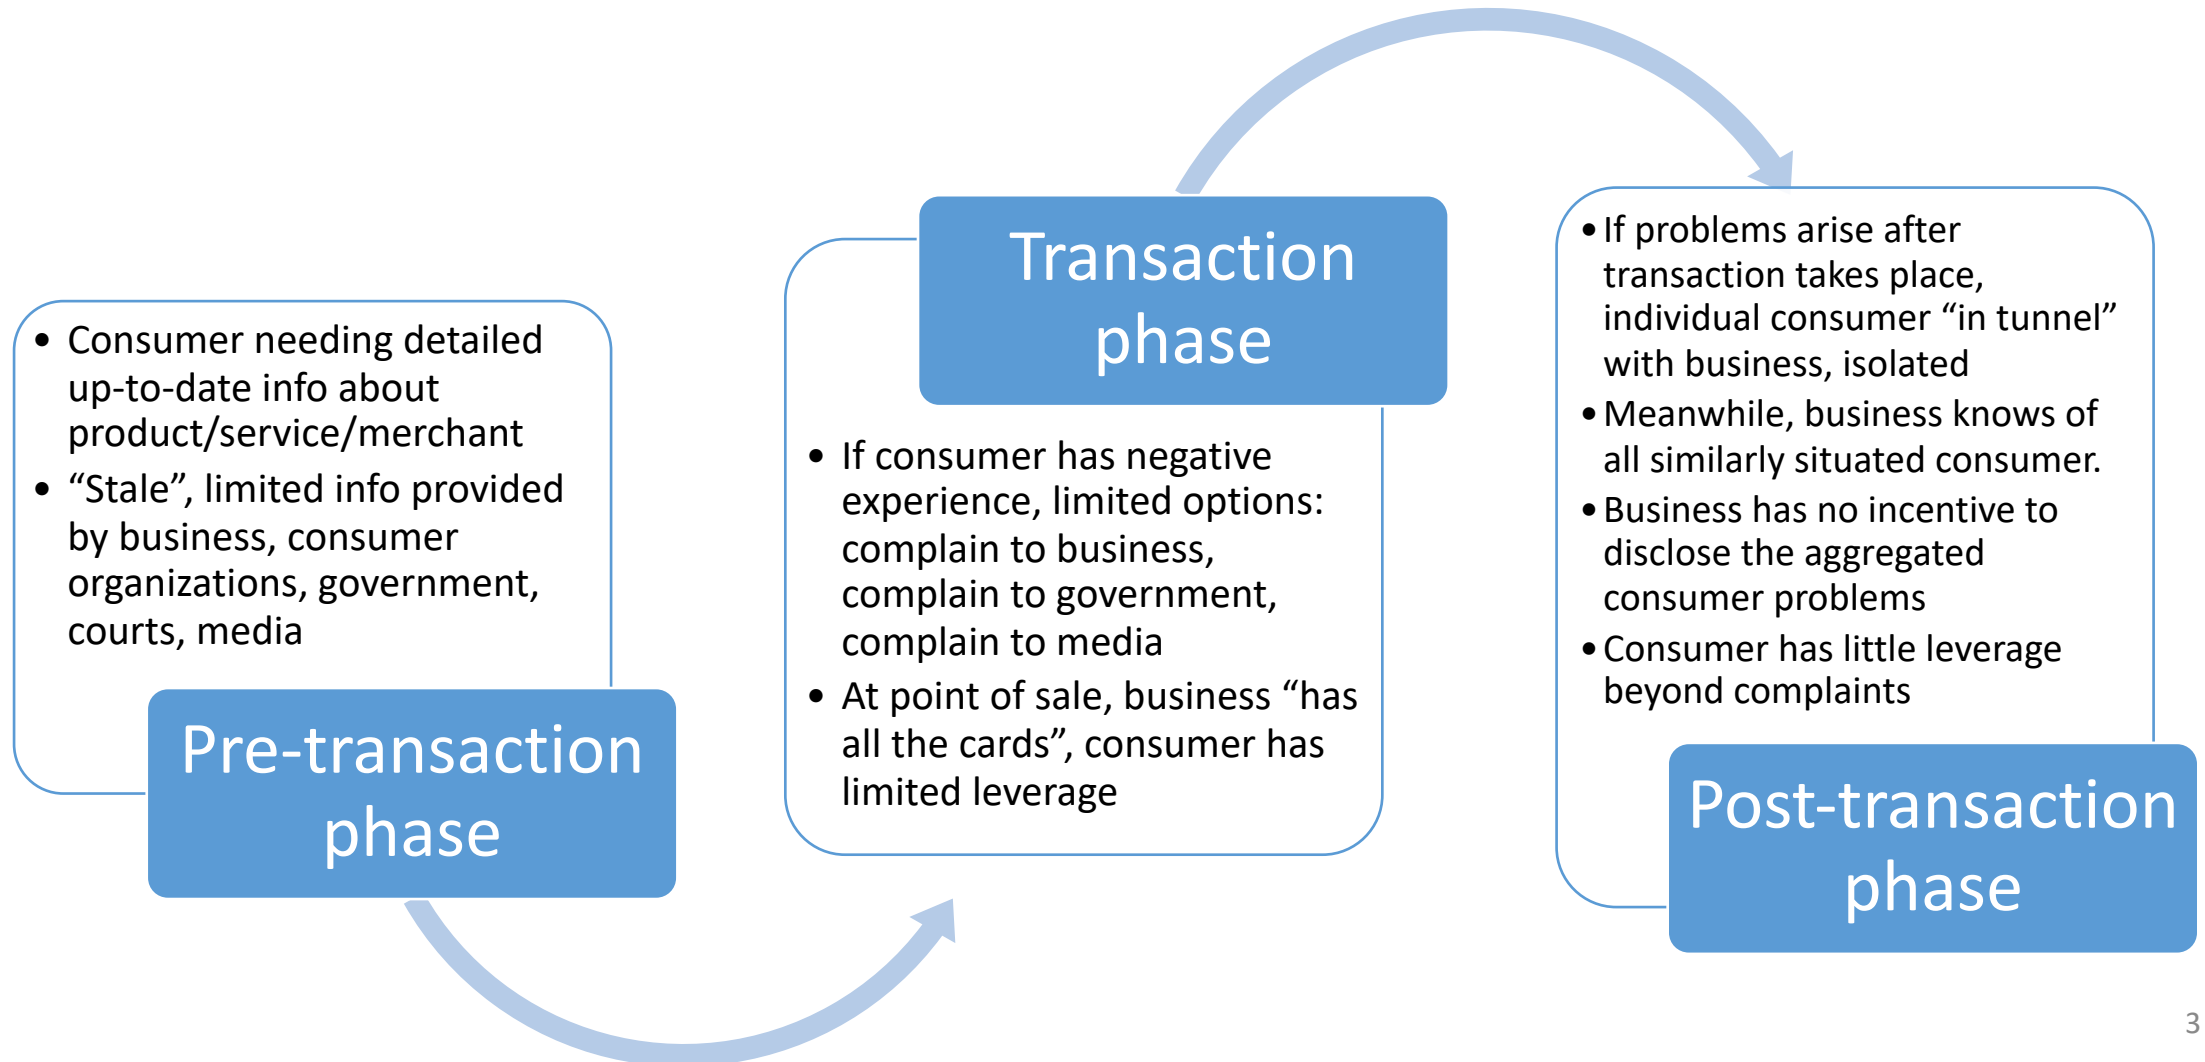 • Consumer needing detailed
up-to-date info about
product/service/merchant
• “Stale”, limited info provided
by business, consumer
organizations, government,
courts, media
Pre-transaction
phase
Transaction
phase
• If consumer has negative
experience, limited options:
complain to business,
complain to government,
complain to media
• At point of sale, business “has
all the cards”, consumer has
limited leverage
• If problems arise after
transaction takes place,
individual consumer “in tunnel”
with business, isolated
• Meanwhile, business knows of
all similarly situated consumer.
• Business has no incentive to
disclose the aggregated
consumer problems
• Consumer has little leverage
beyond complaints
Post-transaction
phase
3